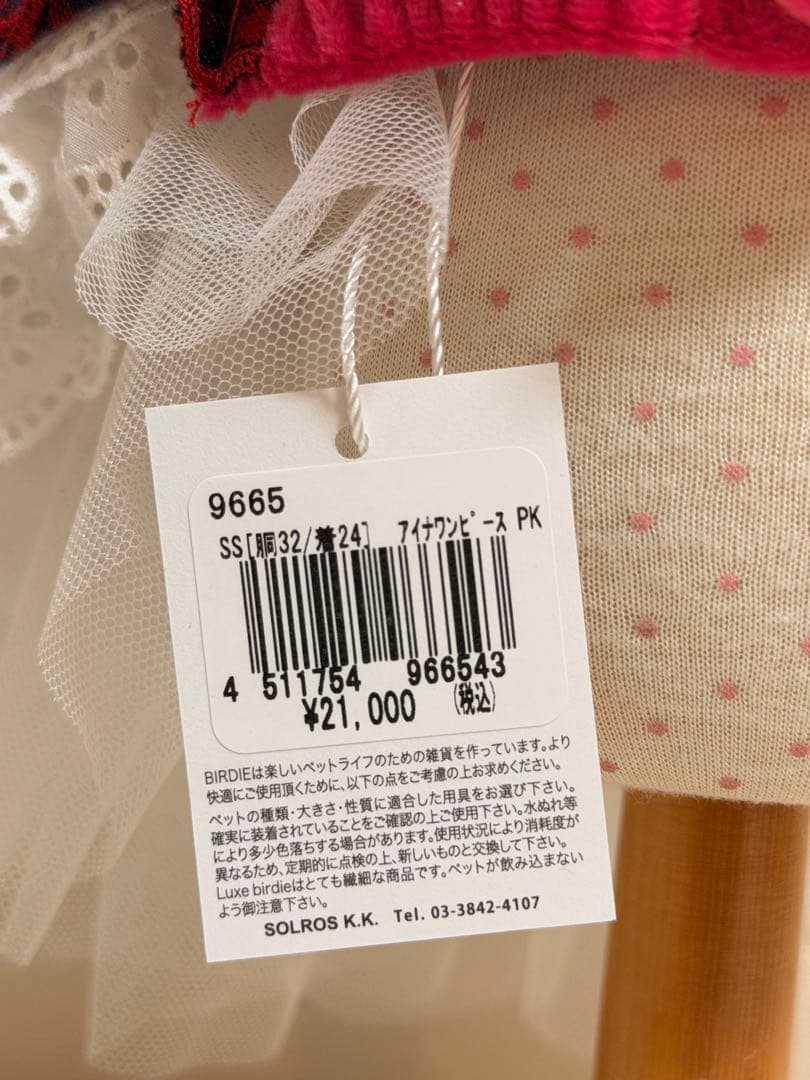 9665
SS[胴32/着24] アイナワンピース PK
4 511754 966543
¥21,000 (税込)
BIRDIEは楽しいペットライフのための雑貨を作っています。より
快適にご使用頂くために、以下の点をご考慮の上お求めください。
ペットの種類・大きさ・性質に適合した用具をお選び下さい。
確実に装着されていることをご確認の上ご使用下さい。水ぬれ等
により多少色落ちする場合があります。使用状況により消耗度が
異なるため、定期的に点検の上、新しいものと交換して下さい。
Luxe birdieはとても繊細な商品です。ペットが飲み込まない
よう御注意下さい。
SOLROS K.K. Tel. 03-3842-4107